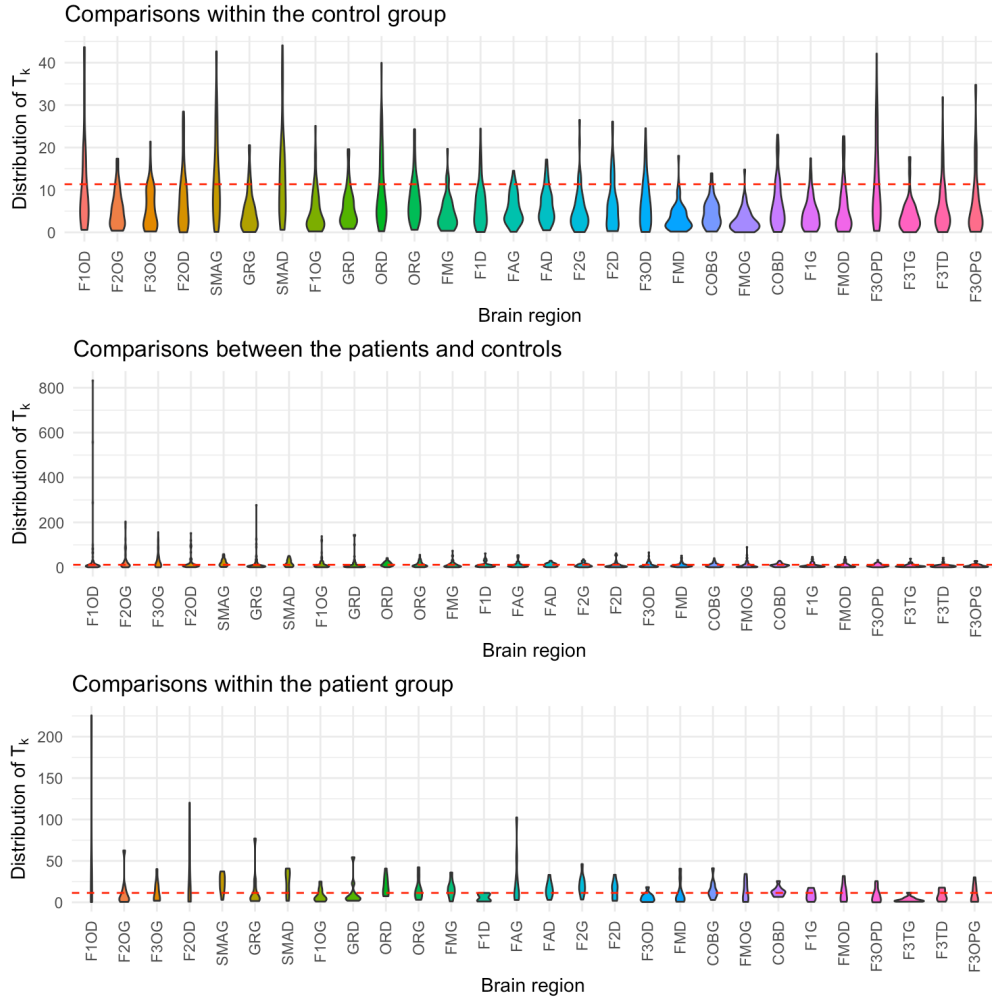 Comparisons within the control group
Distribution of Tk
40
30
20
10
0
F1OD F2OG F3OG F2OD SMAG GRG SMAD F1OG GRD ORD ORG FMG F1D FAG FAD F2G F2D F3OD FMD COBG FMOG COBD F1G FMOD F3OPD F3TG F3TD F3OPG
Brain region
Comparisons between the patients and controls
Distribution of Tk
800
600
400
200
0
F1OD F2OG F3OG F2OD SMAG GRG SMAD F1OG GRD ORD ORG FMG F1D FAG FAD F2G F2D F3OD FMD COBG FMOG COBD F1G FMOD F3OPD F3TG F3TD F3OPG
Brain region
Comparisons within the patient group
Distribution of Tk
200
150
100
50
0
F1OD F2OG F3OG F2OD SMAG GRG SMAD F1OG GRD ORD ORG FMG F1D FAG FAD F2G F2D F3OD FMD COBG FMOG COBD F1G FMOD F3OPD F3TG F3TD F3OPG
Brain region